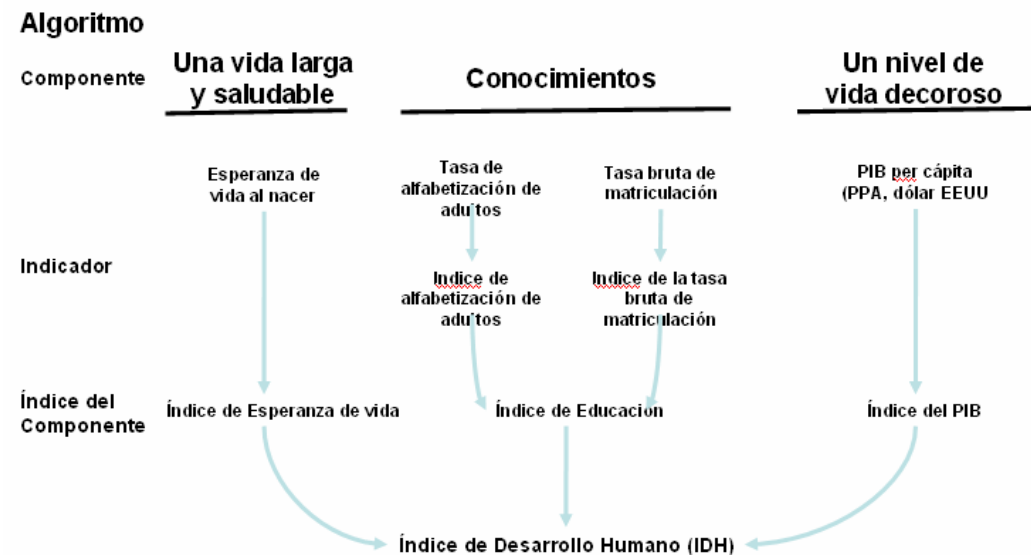 Algoritmo
Componente
Una vida larga
y saludable
Conocimientos
Un nivel de
vida decoroso
Esperanza de
vida al nacer
Tasa de
alfabetización de
adultos
Tasa bruta de
matriculación
PIB per cápita
(PPA, dólar EEUU
Indicador
Indice de
alfabetización de
adultos
Indice de la tasa
bruta de
matriculación
Índice del
Componente
Índice de Esperanza de vida
Índice de Educación
Índice del PIB
Índice de Desarrollo Humano (IDH)